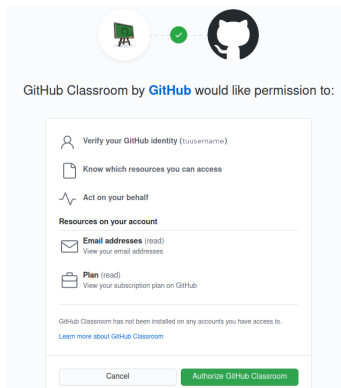 GitHub Classroom by GitHub would like permission to:
Verify your GitHub identity (tuusername)
Know which resources you can access
Act on your behalf
Resources on your account
Email addresses (read)
View your email addresses
Plan (read)
View your subscription plan on GitHub
GitHub Classroom has not been installed on any accounts you have access to.
Learn more about GitHub Classroom
Cancel
Authorize GitHub Classroom